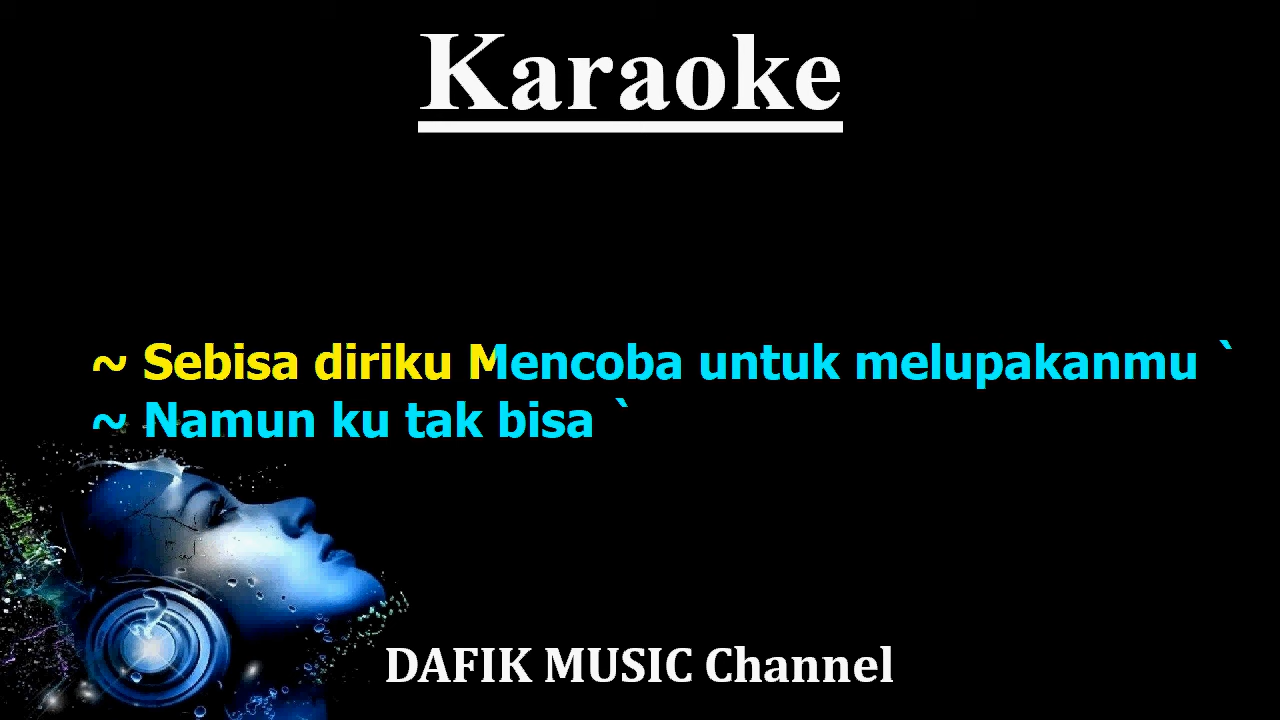 Karaoke
~ Sebisa diriku Mencoba untuk melupakanmu `
~ Namun ku tak bisa `
DAFIK MUSIC Channel